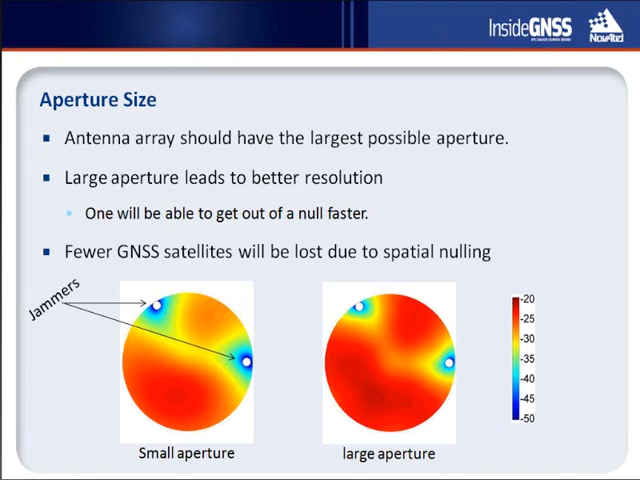 InsideGNSS
NovAtel
Aperture Size
Antenna array should have the largest possible aperture.
Large aperture leads to better resolution
One will be able to get out of a null faster.
Fewer GNSS satellites will be lost due to spatial nulling
Jammers
-20
-25
-30
-35
-40
-45
-50
Small aperture
large aperture